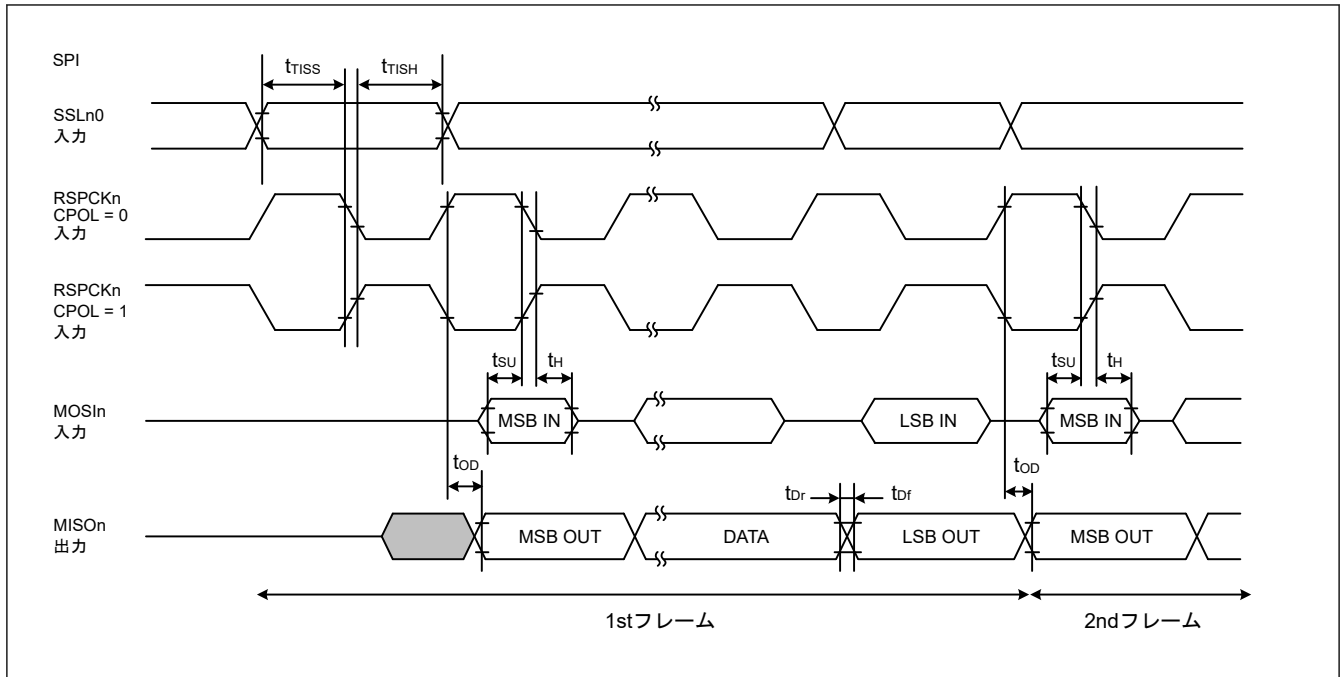 SPI
tTISS
tTISH
SSLn0
入力
RSPCKn
CPOL = 0
入力
RSPCKn
CPOL = 1
入力
tSU
tH
tSU
tH
MOSIn
入力
MSB IN
LSB IN
MSB IN
tOD
tOD
tDr
tDf
MISOn
出力
MSB OUT
DATA
LSB OUT
MSB OUT
1stフレーム
2ndフレーム